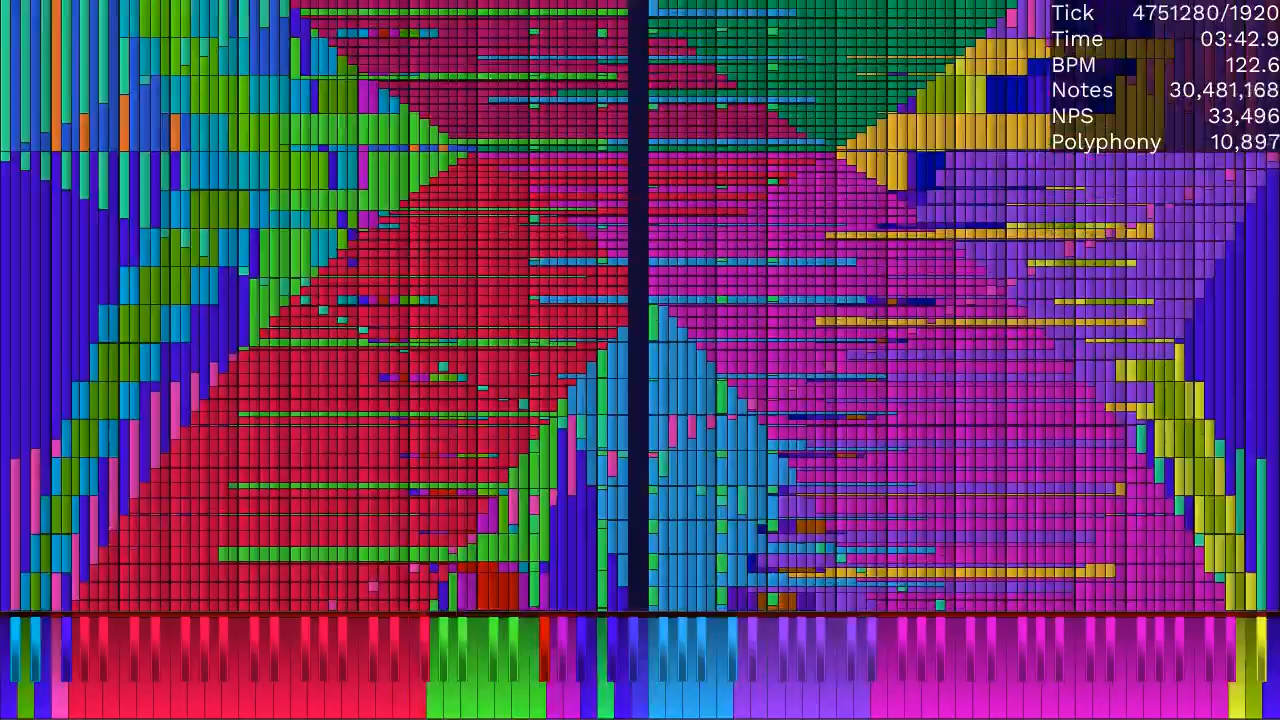 Tick 4751280/1920
Time 03:42.9
BPM 122.6
Notes 30,481,168
NPS 33,496
Polyphony 10,897